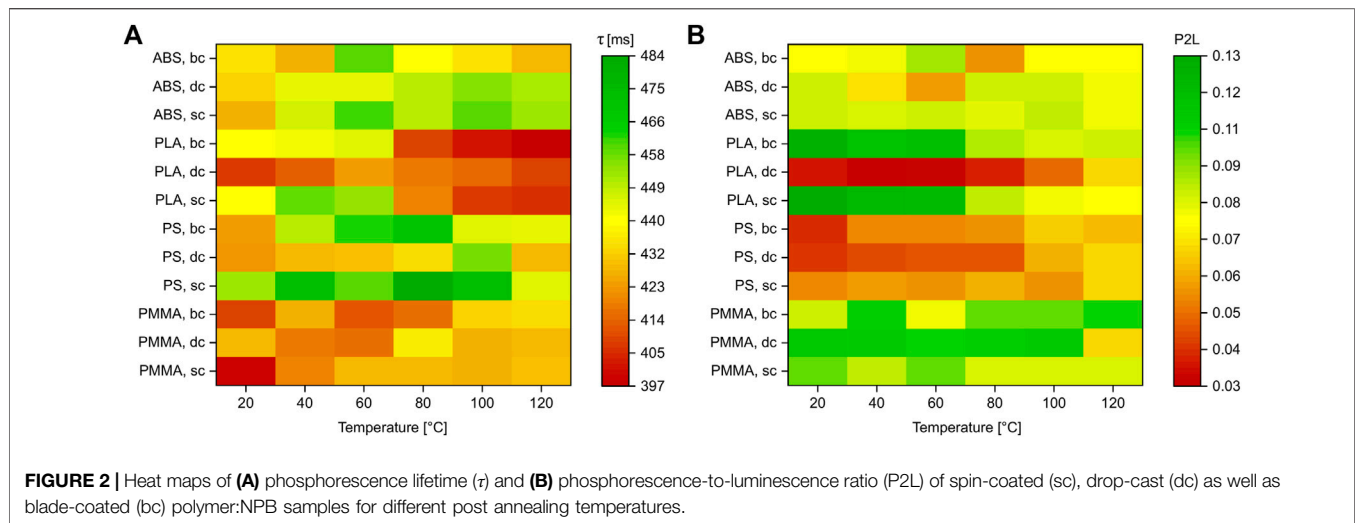 A
τ [ms]
ABS, bc
ABS, dc
ABS, sc
PLA, bc
PLA, dc
PLA, sc
PS, bc
PS, dc
PS, sc
PMMA, bc
PMMA, dc
PMMA, sc
20 40 60 80 100 120
Temperature [°C]
484
475
466
458
449
440
432
423
414
405
397
B
P2L
ABS, bc
ABS, dc
ABS, sc
PLA, bc
PLA, dc
PLA, sc
PS, bc
PS, dc
PS, sc
PMMA, bc
PMMA, dc
PMMA, sc
20 40 60 80 100 120
Temperature [°C]
0.13
0.12
0.11
0.09
0.08
0.07
0.06
0.05
0.04
0.03
FIGURE 2 | Heat maps of (A) phosphorescence lifetime (τ) and (B) phosphorescence-to-luminescence ratio (P2L) of spin-coated (sc), drop-cast (dc) as well as
blade-coated (bc) polymer:NPB samples for different post annealing temperatures.